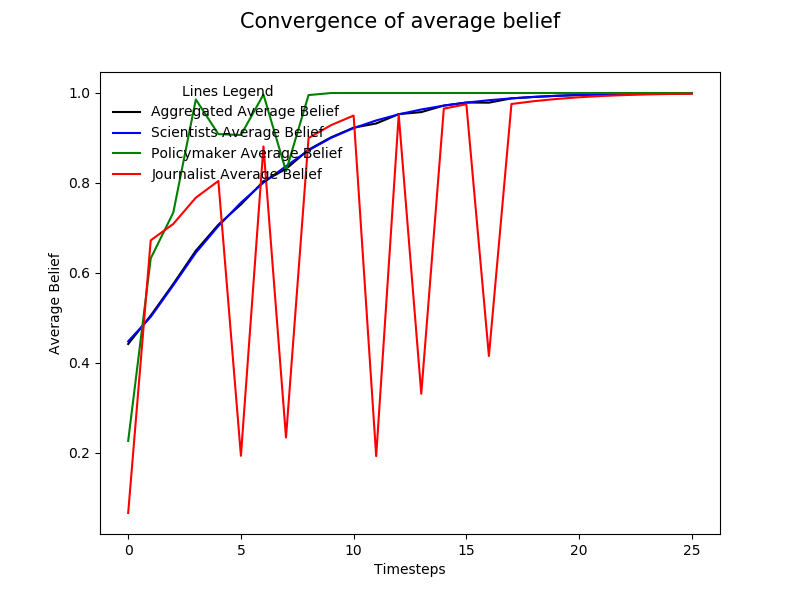 Convergence of average belief
Lines Legend
Aggregated Average Belief
Scientists Average Belief
Policymaker Average Belief
Journalist Average Belief
1.0
0.8
0.6
0.4
0.2
Average Belief
0 5 10 15 20 25
Timesteps